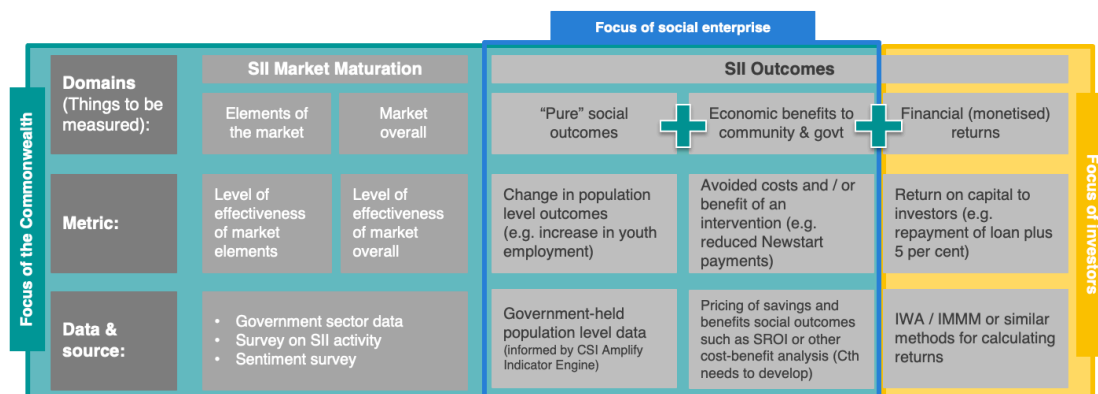 Focus of social enterprise
Focus of the Commonwealth
Domains
(Things to be
measured):
SII Market Maturation
SII Outcomes
Elements of
the market
Market
overall
“Pure” social
outcomes
Economic benefits to
community & govt
Financial (monetised)
returns
Metric:
Level of
effectiveness
of market
elements
Level of
effectiveness
of market
overall
Change in population
level outcomes
(e.g. increase in youth
employment)
Avoided costs and / or
benefit of an
intervention (e.g.
reduced Newstart
payments)
Return on capital to
investors (e.g.
repayment of loan plus
5 per cent)
Data &
source:
• Government sector data
• Survey on SII activity
• Sentiment survey
Government-held
population level data
(informed by CSI Amplify
Indicator Engine)
Pricing of savings and
benefits social outcomes
such as SROI or other
cost-benefit analysis (Cth
needs to develop)
IWA / IMMM or similar
methods for calculating
returns
Focus of investors